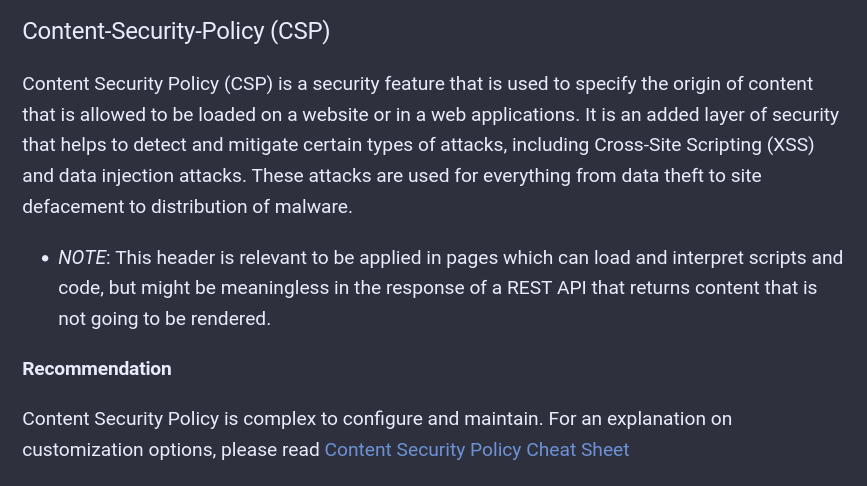 Content-Security-Policy (CSP)
Content Security Policy (CSP) is a security feature that is used to specify the origin of content
that is allowed to be loaded on a website or in a web applications. It is an added layer of security
that helps to detect and mitigate certain types of attacks, including Cross-Site Scripting (XSS)
and data injection attacks. These attacks are used for everything from data theft to site
defacement to distribution of malware.
• NOTE: This header is relevant to be applied in pages which can load and interpret scripts and
code, but might be meaningless in the response of a REST API that returns content that is
not going to be rendered.
Recommendation
Content Security Policy is complex to configure and maintain. For an explanation on
customization options, please read Content Security Policy Cheat Sheet